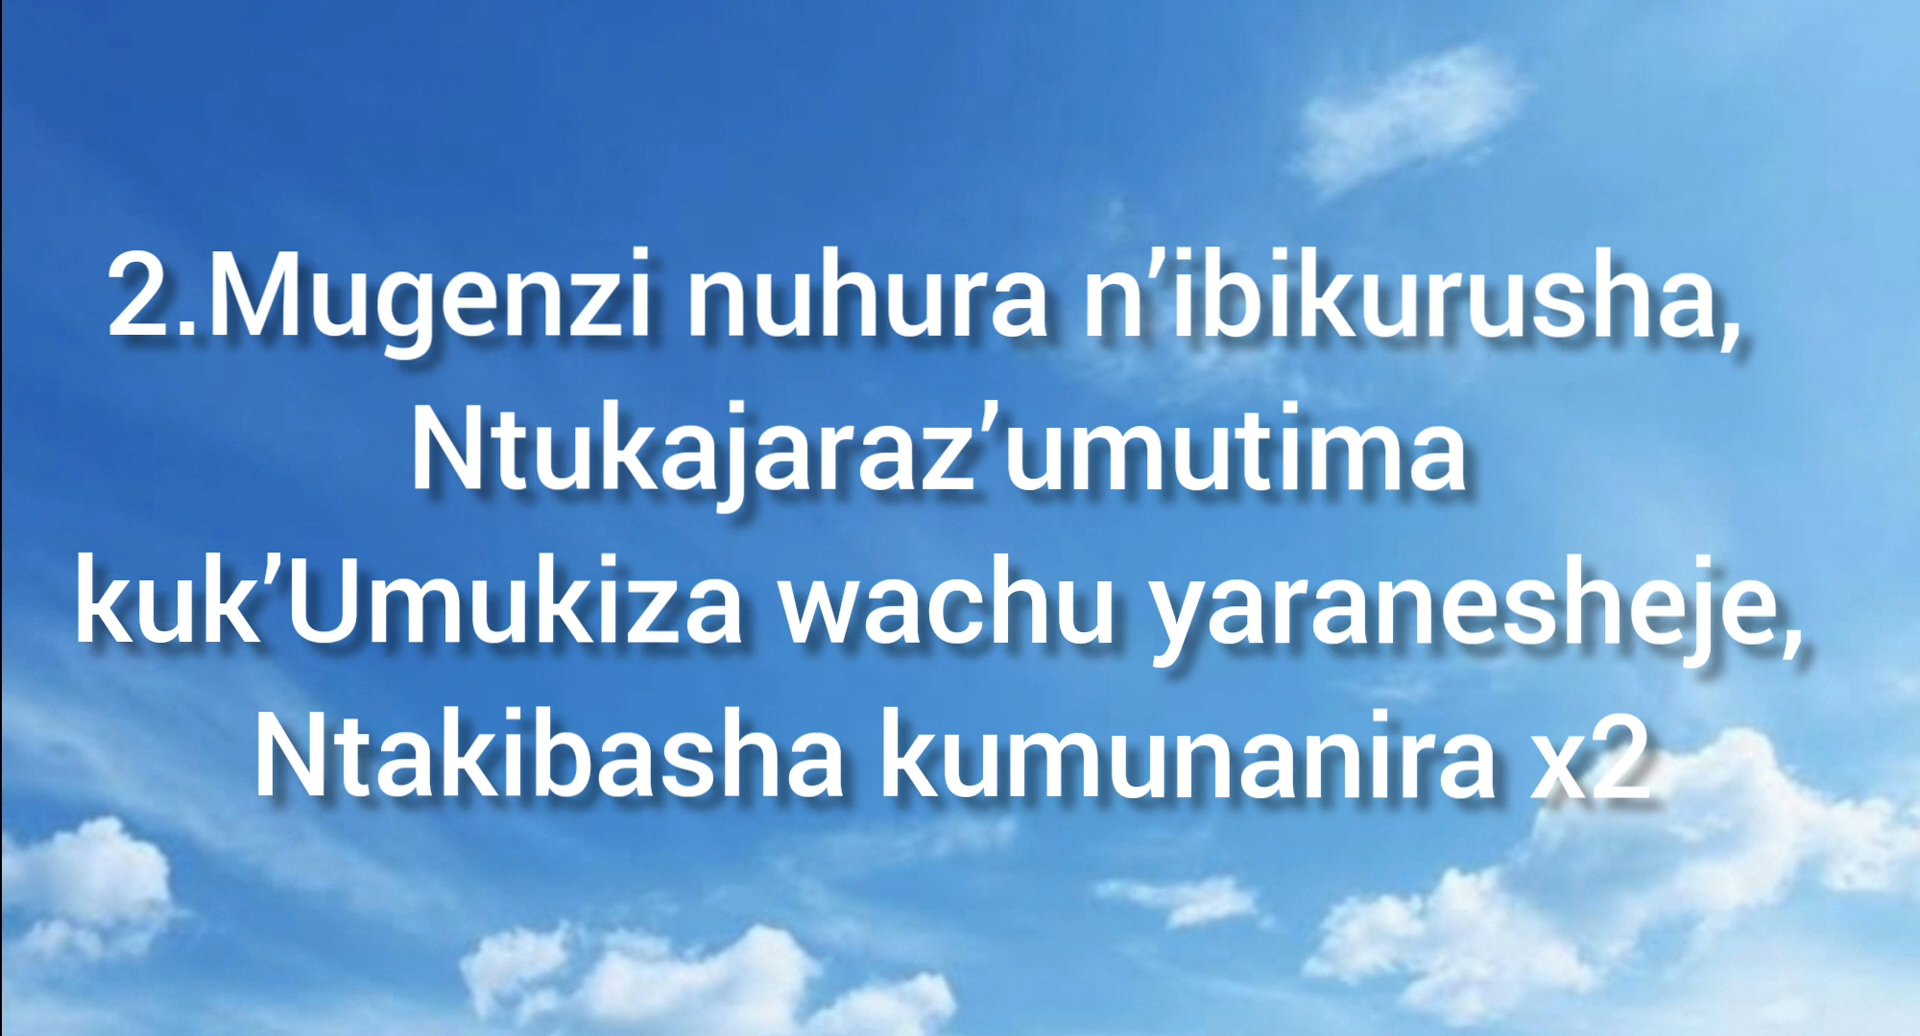 2.Mugenzi nuhura n’ibikurusha,
Ntukajaraz’umutima
kuk’Umukiza wachu yaranesheje,
Ntakibasha kumunanira x2